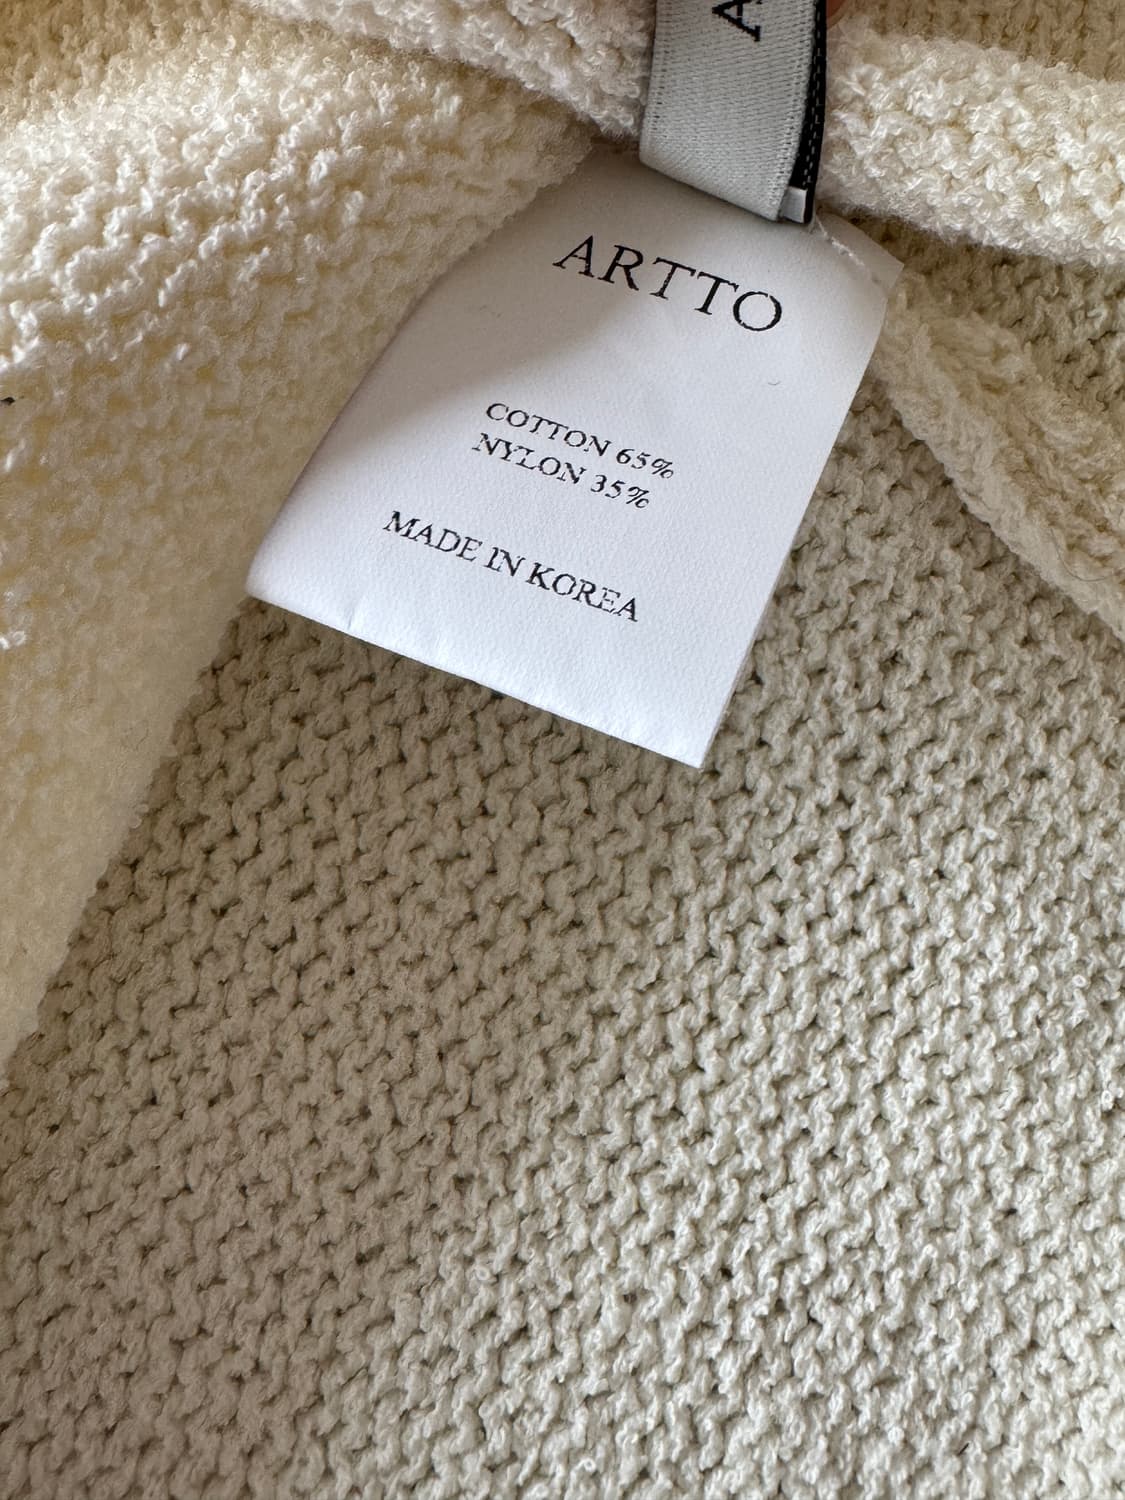 A
ARTTO
COTTON 65%
NYLON 35%
MADE IN KOREA